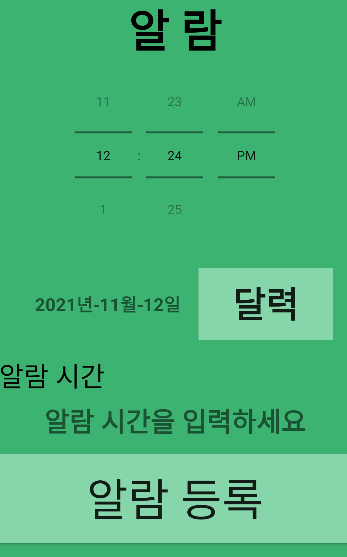 알 람
11 23 AM
12 : 24 PM
1 25
2021년-11월-12일 달력
알람 시간
알람 시간을 입력하세요
알람 등록